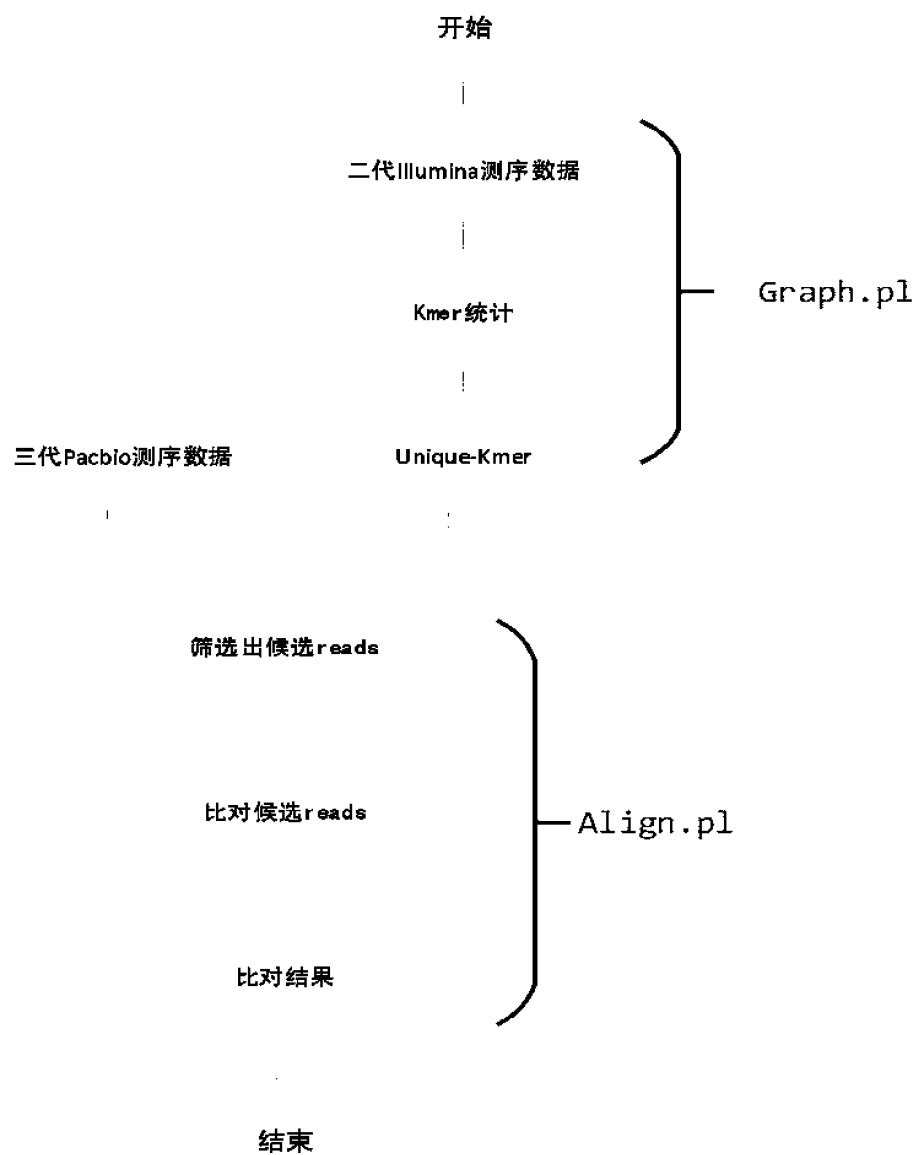 开始
二代Illumina测序数据
Graph.pl
Kmer统计
三代Pacbio测序数据
Unique-Kmer
筛选出候选reads
比对候选reads
Align.pl
比对结果
结束